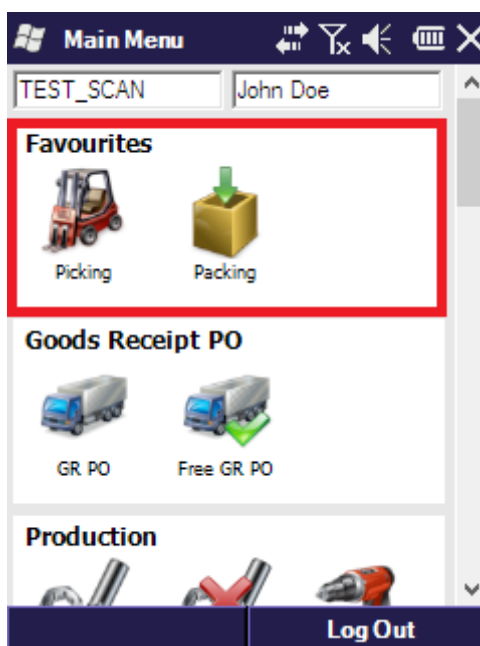 Main Menu
TEST_SCAN John Doe
Favourites
Picking Packing
Goods Receipt PO
GR PO Free GR PO
Production
Log Out